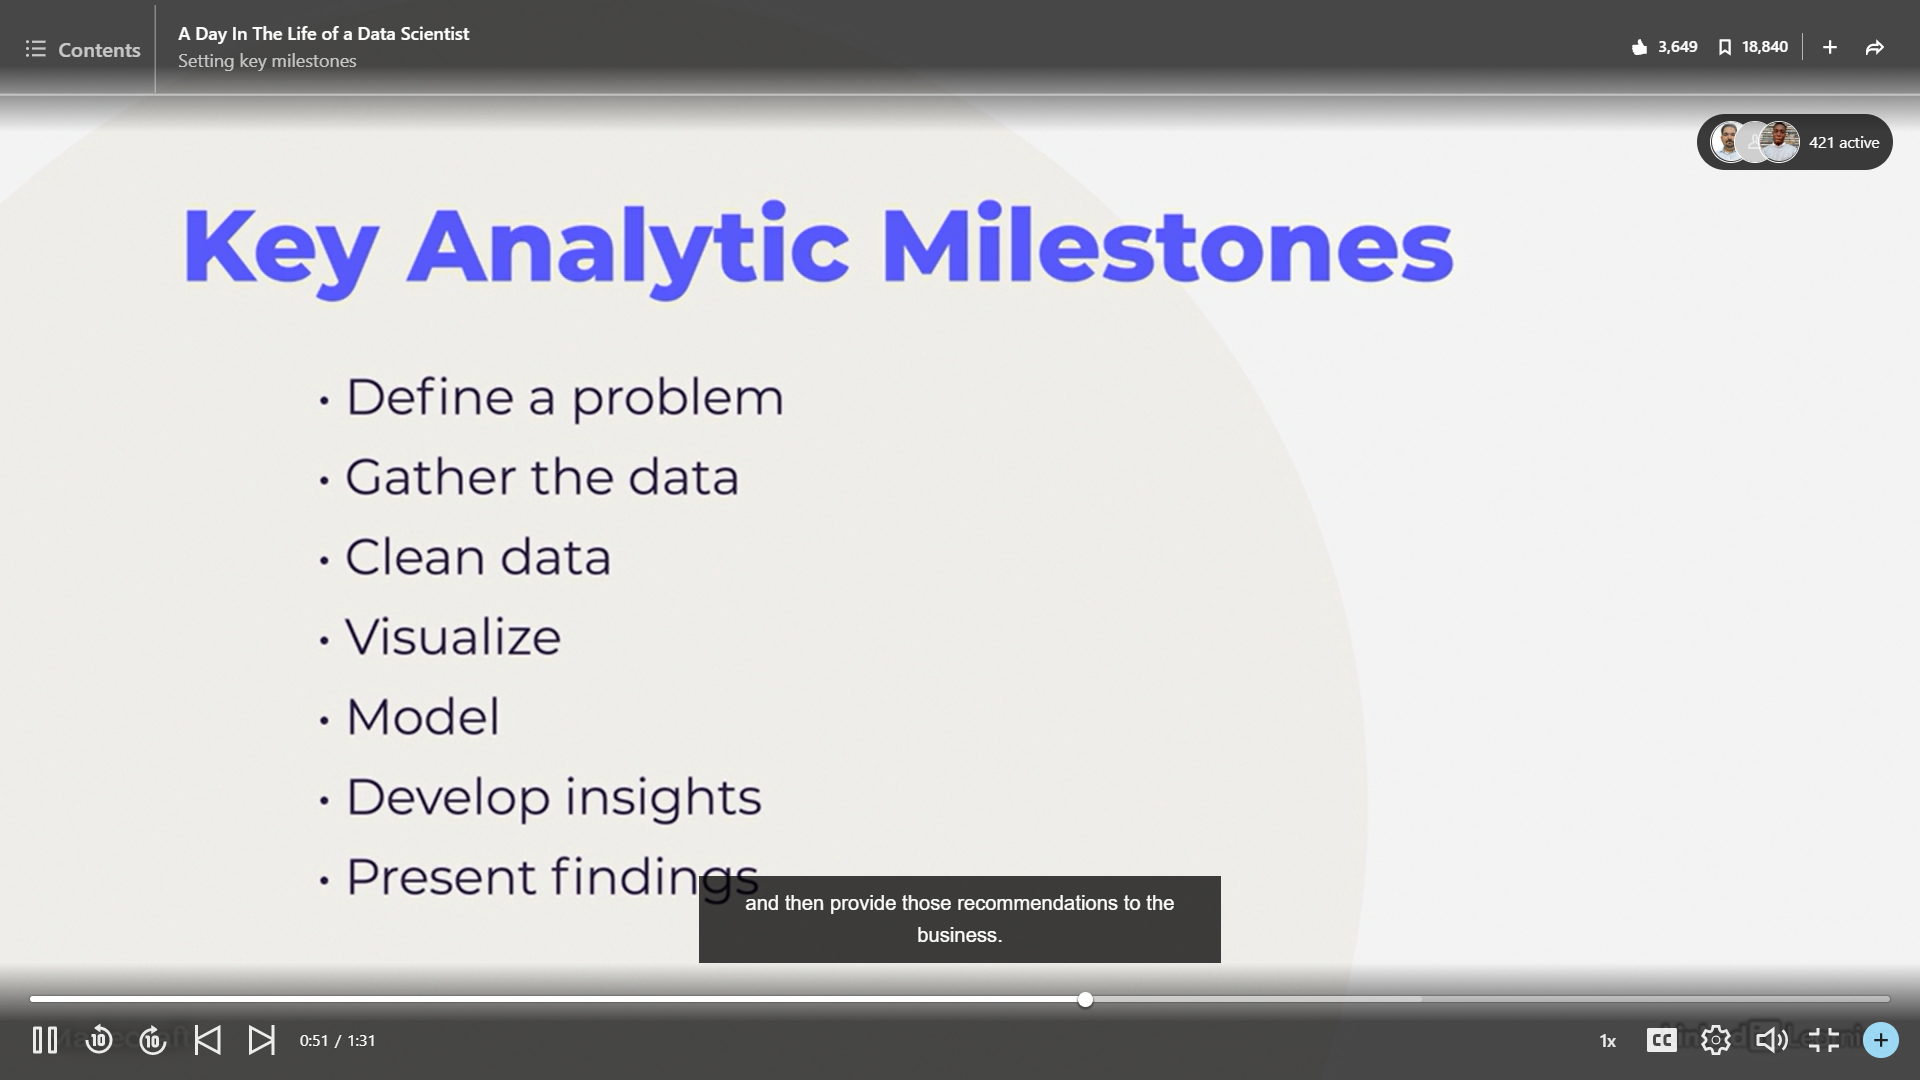 Contents
A Day In The Life of a Data Scientist
Setting key milestones
3,649
18,840
421 active
Key Analytic Milestones
• Define a problem
• Gather the data
• Clean data
• Visualize
• Model
• Develop insights
• Present findings
and then provide those recommendations to the
business.
10
10
0:51 / 1:31
1x
CC